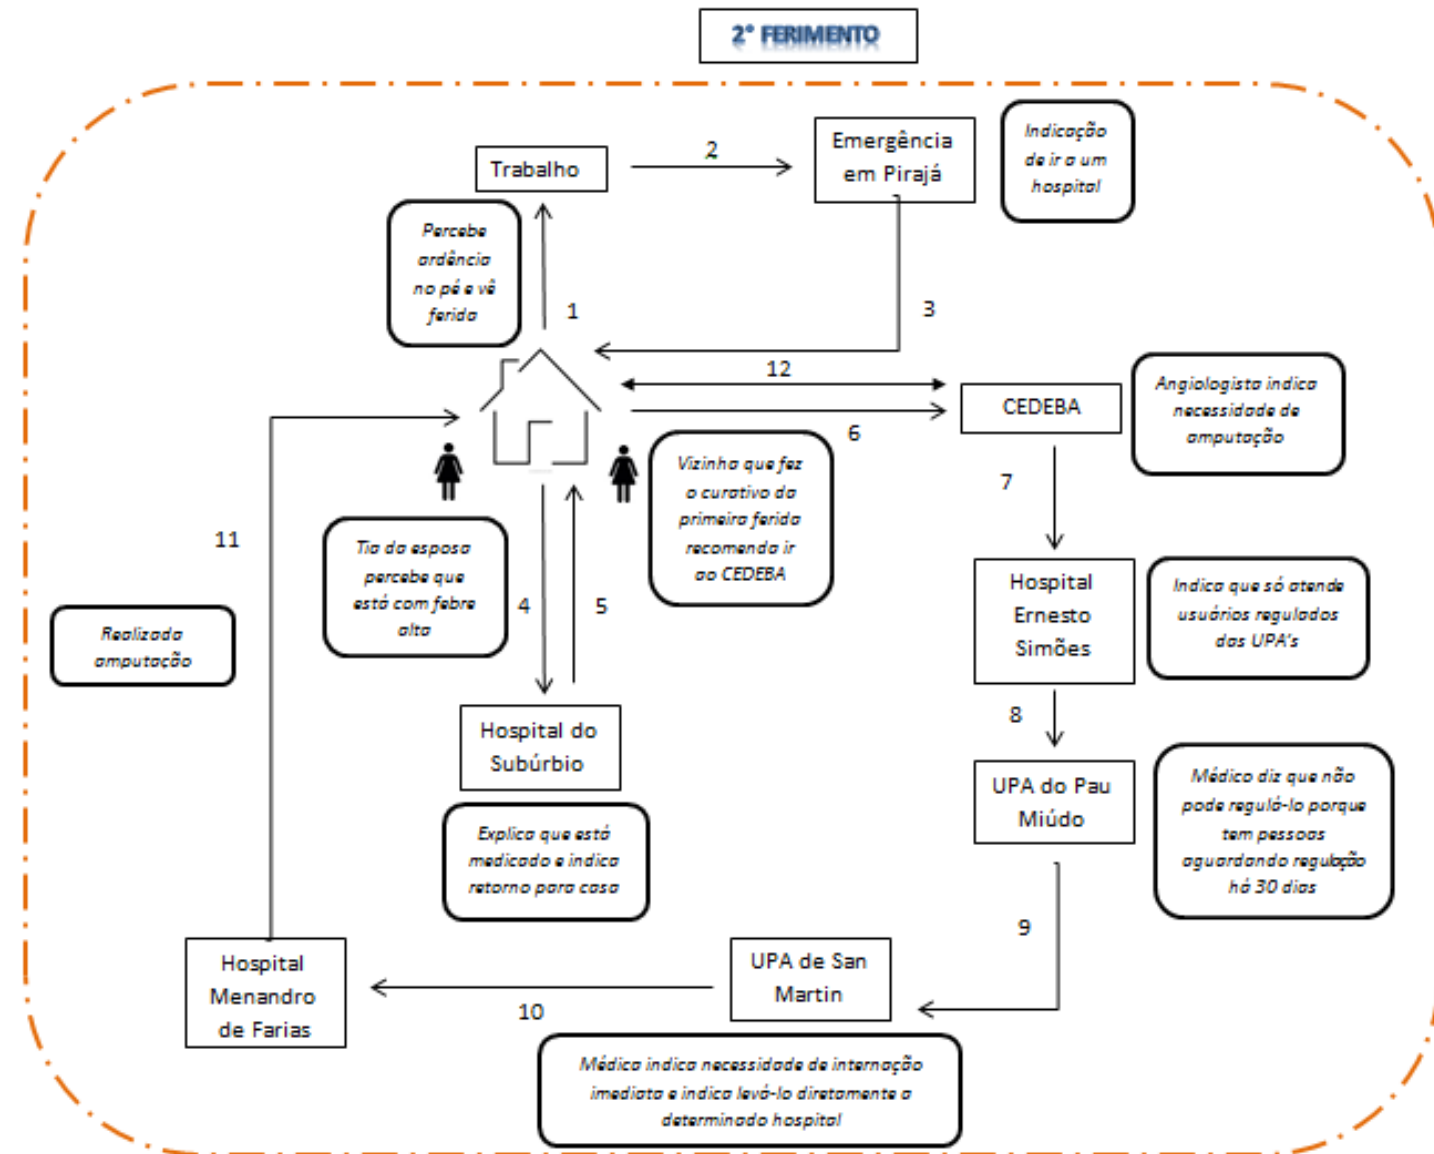 2° FERIMENTO
Trabalho
2
Emergência
em Pirajá
Indicação
de ir a um
hospital
Percebe
ardência
no pé e vê
ferida
1
3
12
6
CEDEBA
Angiologista indica
necessidade de
amputação
Vizinha que fez
o curativo da
primeira ferida
recomenda ir
ao CEDEBA
7
11
Tia da esposa
percebe que
está com febre
alta
4
5
Hospital
Ernesto
Simões
Indica que só atende
usuários regulados
das UPA's
Realizada
amputação
8
Hospital do
Subúrbio
UPA do Pau
Miúdo
Médico diz que não
pode regulá-lo porque
tem pessoas
aguardando regulação
há 30 dias
Explica que está
medicado e indica
retorno para casa
9
Hospital
Menandro
de Farias
10
UPA de San
Martin
Médica indica necessidade de internação
imediata e indica levá-lo diretamente a
determinado hospital